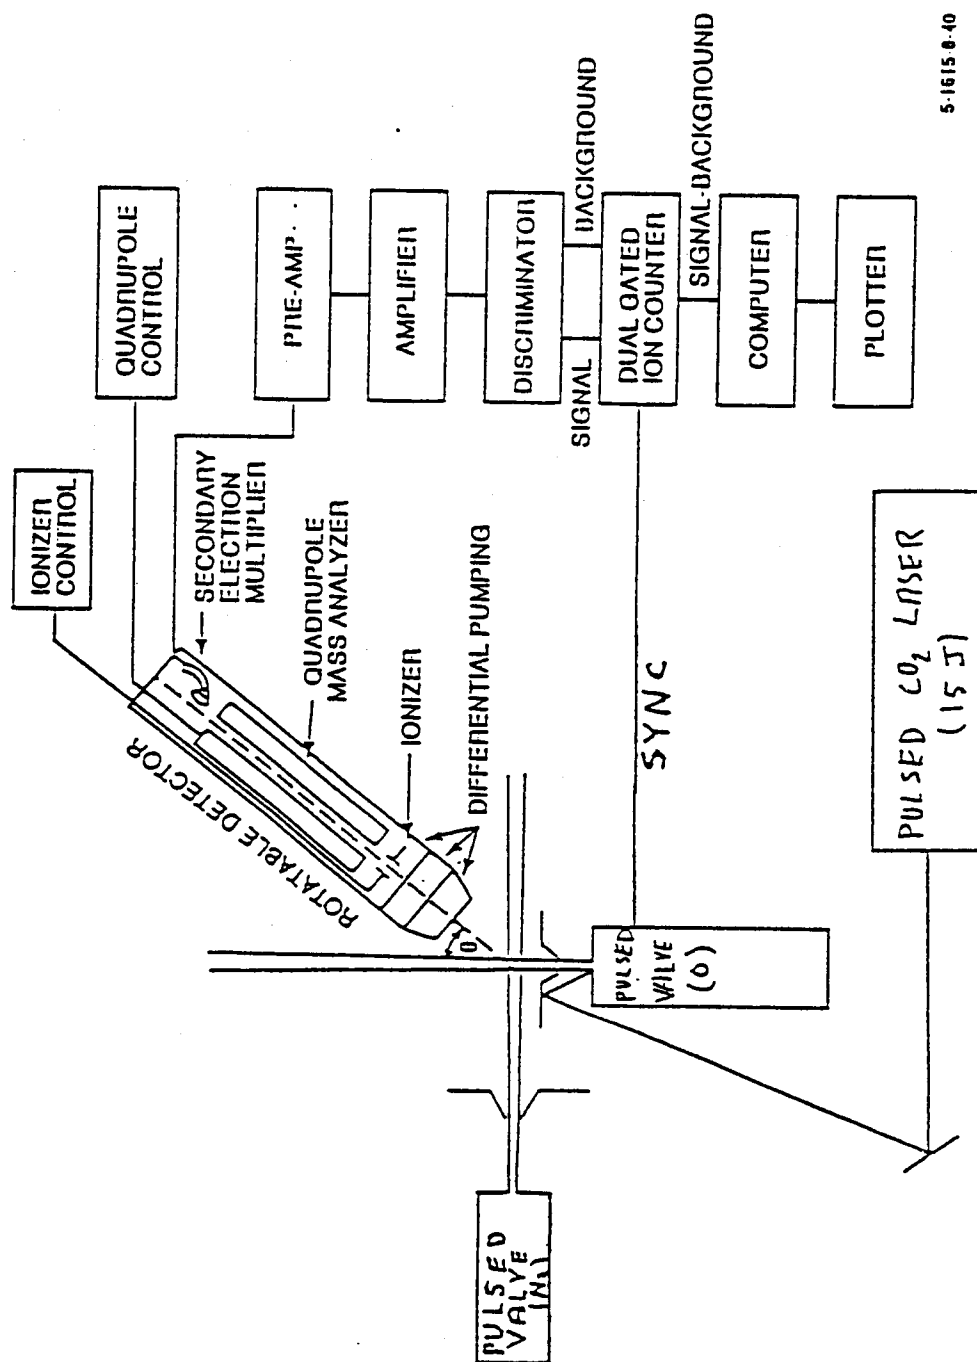 IONIZER
CONTROL
QUADRUPOLE
CONTROL
ROTATABLE DETECTOR
SECONDARY
ELECTRON
MULTIPLIER
QUADRUPOLE
MASS ANALYZER
IONIZER
DIFFERENTIAL PUMPING
PRE-AMP
AMPLIFIER
DISCRIMINATOR
SIGNAL
BACKGROUND
DUAL GATED
ION COUNTER
SIGNAL-BACKGROUND
COMPUTER
PLOTTER
θ
PULSED
VALVE
(N₂)
PULSED
VALVE
(O)
SYNC
PULSED CO₂ LASER
(15 J)
5-1615-8-40